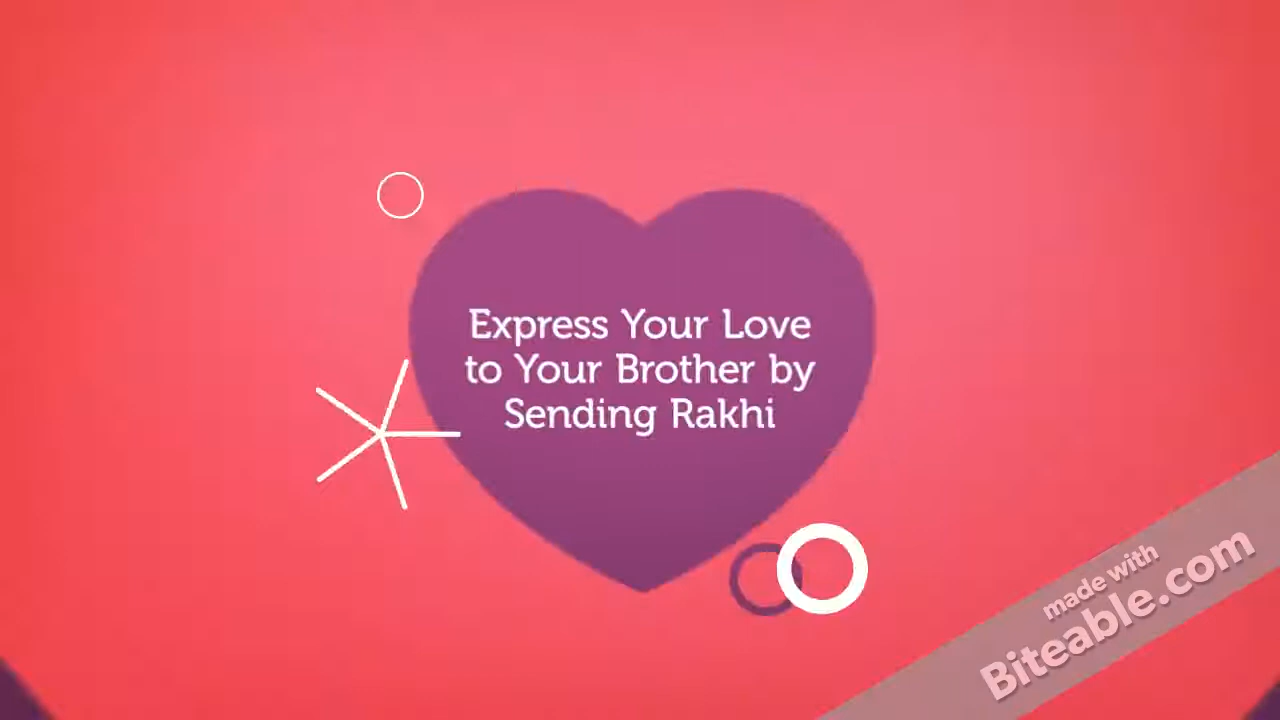 Express Your Love
to Your Brother by
Sending Rakhi
made with
Biteable.com